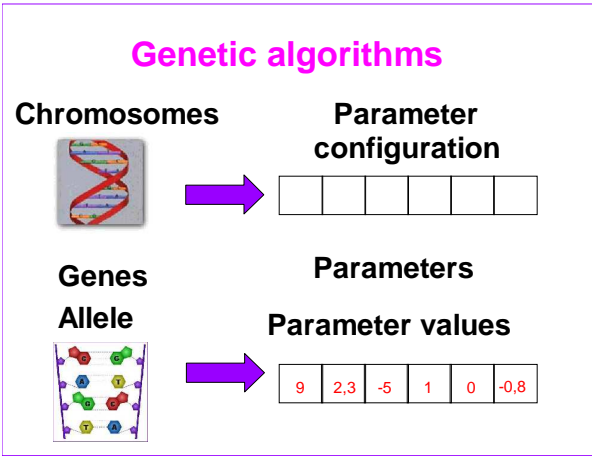 Genetic algorithms
Chromosomes
Parameter
configuration
Genes
Allele
Parameters
Parameter values
9 2,3 -5 1 0 -0,8
C G
A T
G C
T A